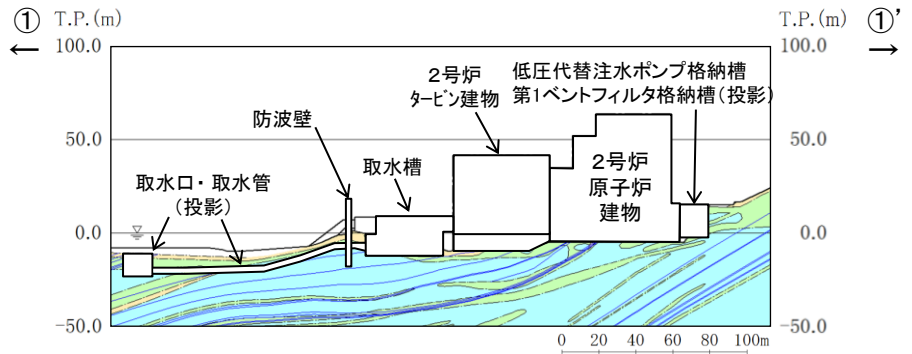 ① T.P.(m)
T.P.(m) ①’
← 100.0
100.0 →
２号炉
タービン建物
低圧代替注水ポンプ格納槽
第1ベントフィルタ格納槽(投影)
防波壁
50.0
50.0
取水槽
取水口・取水管
(投影)
２号炉
原子炉
建物
0.0
0.0
-50.0
-50.0
0 20 40 60 80 100m